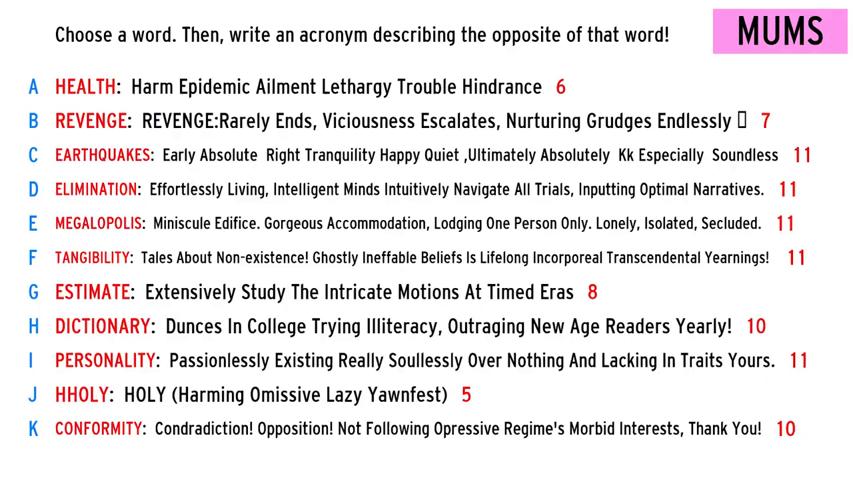 Choose a word. Then, write an acronym describing the opposite of that word!
MUMS
A HEALTH: Harm Epidemic Ailment Lethargy Trouble Hindrance 6
B REVENGE: REVENGE:Rarely Ends, Viciousness Escalates, Nurturing Grudges Endlessly ▯ 7
C EARTHQUAKES: Early Absolute Right Tranquility Happy Quiet ,Ultimately Absolutely Kk Especially Soundless 11
D ELIMINATION: Effortlessly Living, Intelligent Minds Intuitively Navigate All Trials, Inputting Optimal Narratives. 11
E MEGALOPOLIS: Miniscule Edifice. Gorgeous Accommodation, Lodging One Person Only. Lonely, Isolated, Secluded. 11
F TANGIBILITY: Tales About Non-existence! Ghostly Ineffable Beliefs Is Lifelong Incorporeal Transcendental Yearnings! 11
G ESTIMATE: Extensively Study The Intricate Motions At Timed Eras 8
H DICTIONARY: Dunces In College Trying Illiteracy, Outraging New Age Readers Yearly! 10
I PERSONALITY: Passionlessly Existing Really Soullessly Over Nothing And Lacking In Traits Yours. 11
J HHOLY: HOLY (Harming Omissive Lazy Yawnfest) 5
K CONFORMITY: Condradiction! Opposition! Not Following Opressive Regime's Morbid Interests, Thank You! 10